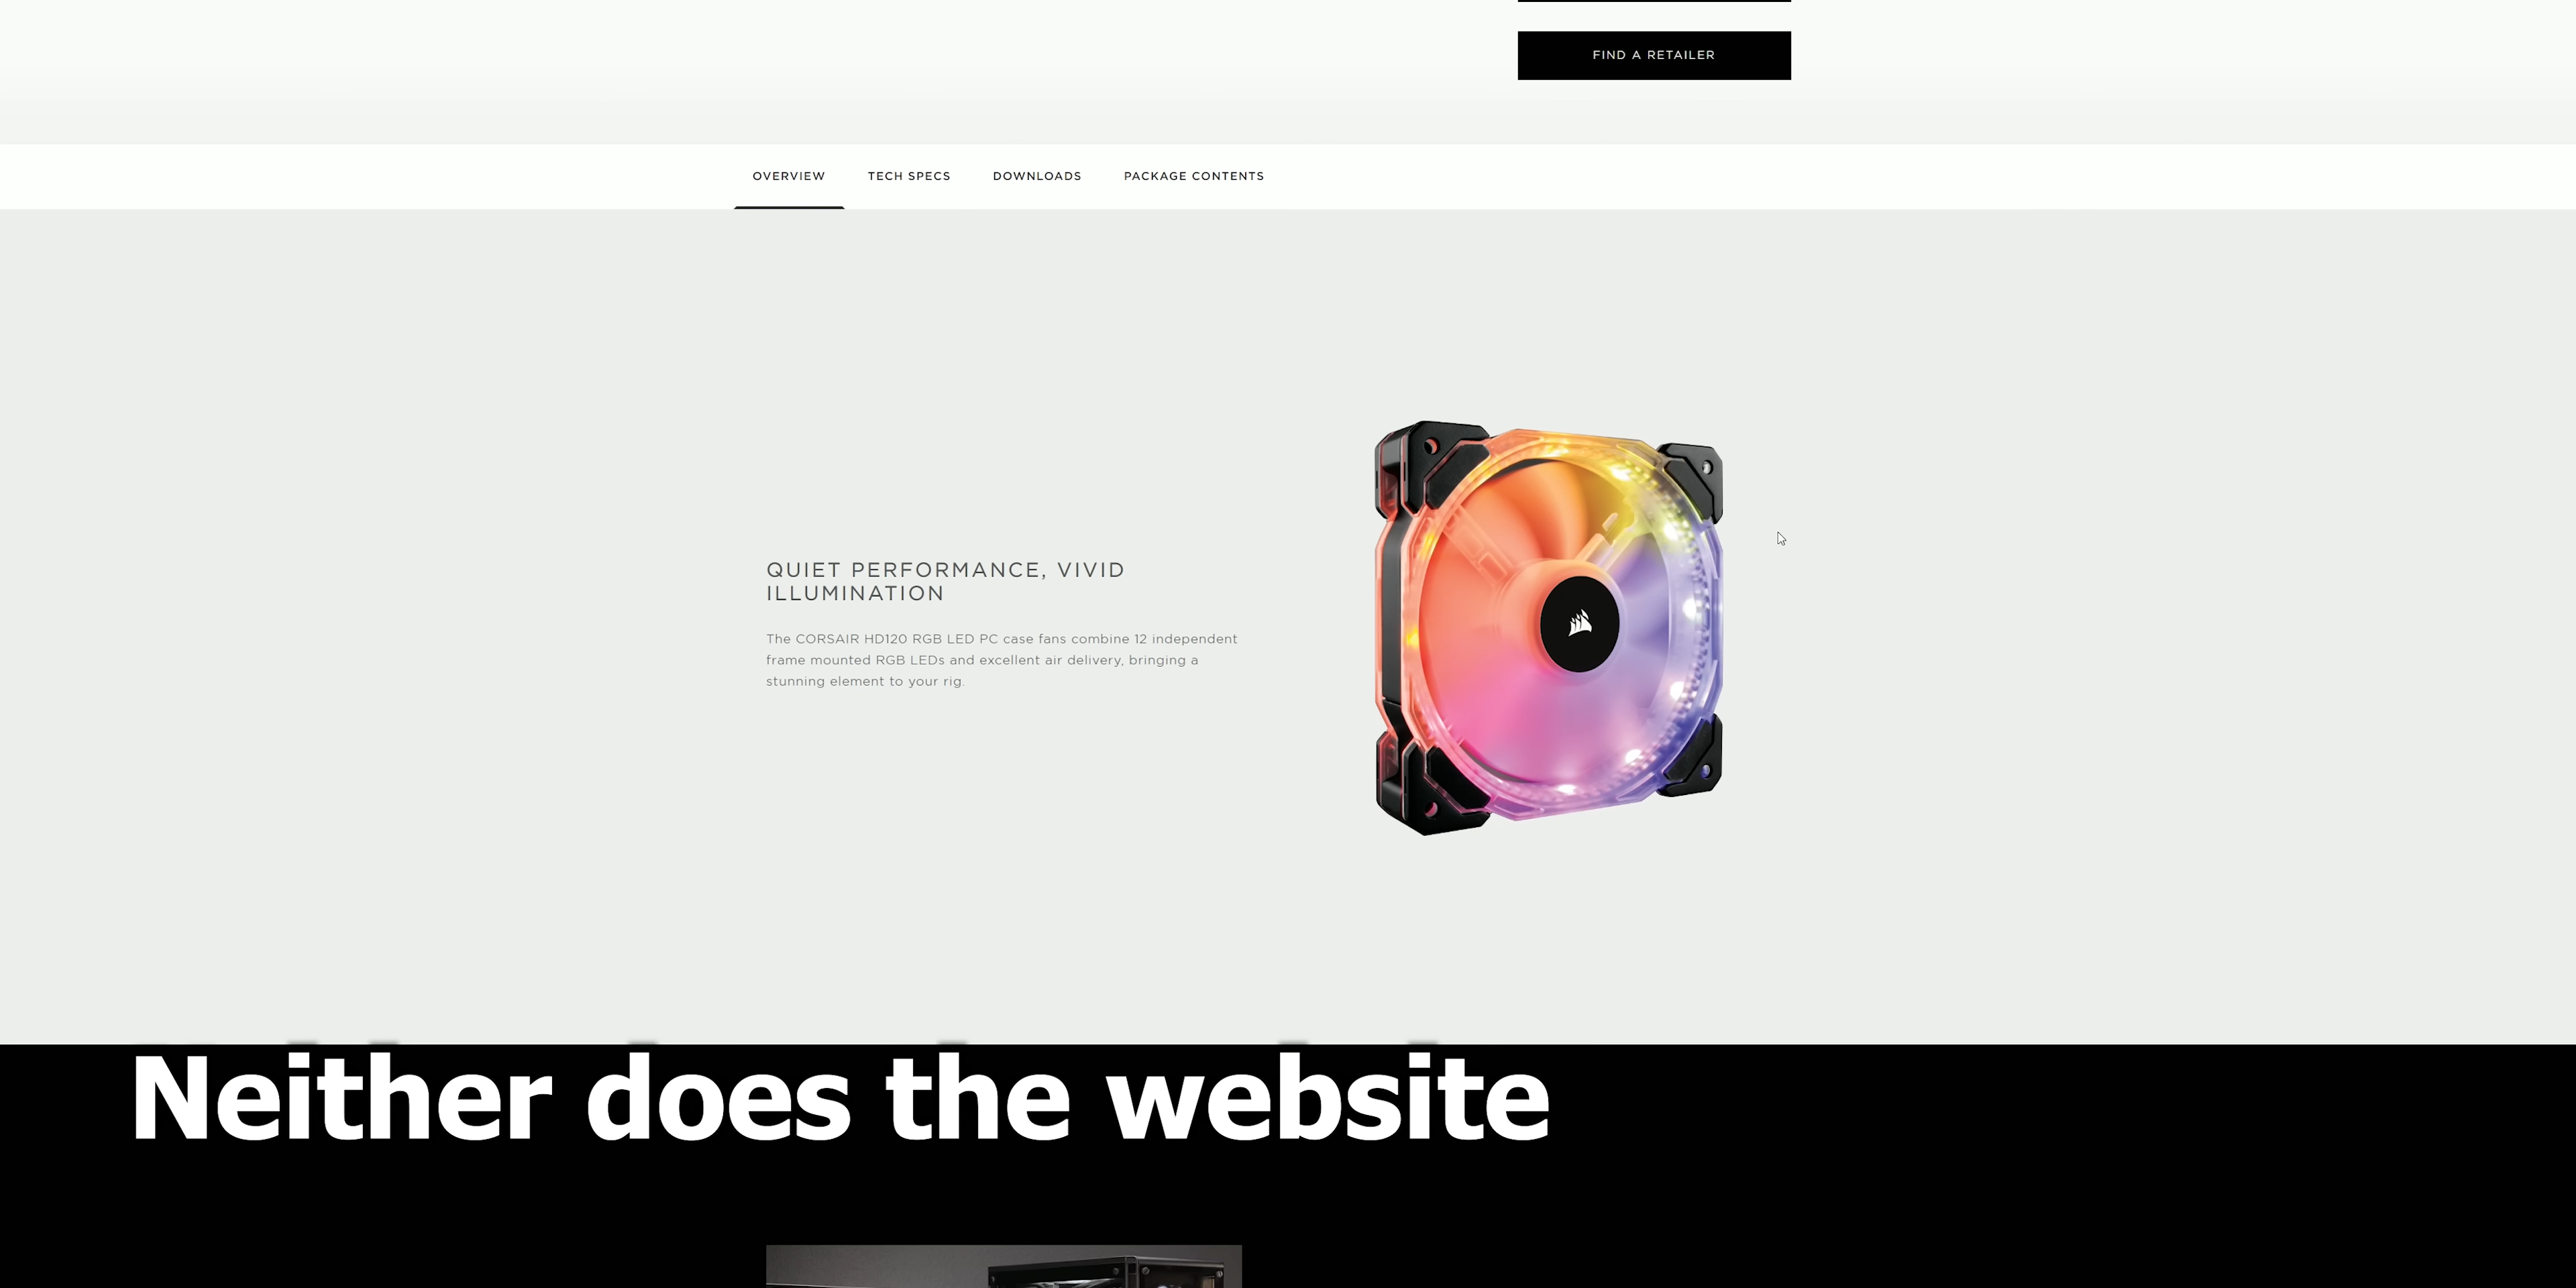 FIND A RETAILER
OVERVIEW TECH SPECS DOWNLOADS PACKAGE CONTENTS
QUIET PERFORMANCE, VIVID
ILLUMINATION
The CORSAIR HD120 RGB LED PC case fans combine 12 independent
frame mounted RGB LEDs and excellent air delivery, bringing a
stunning element to your rig.
Neither does the website